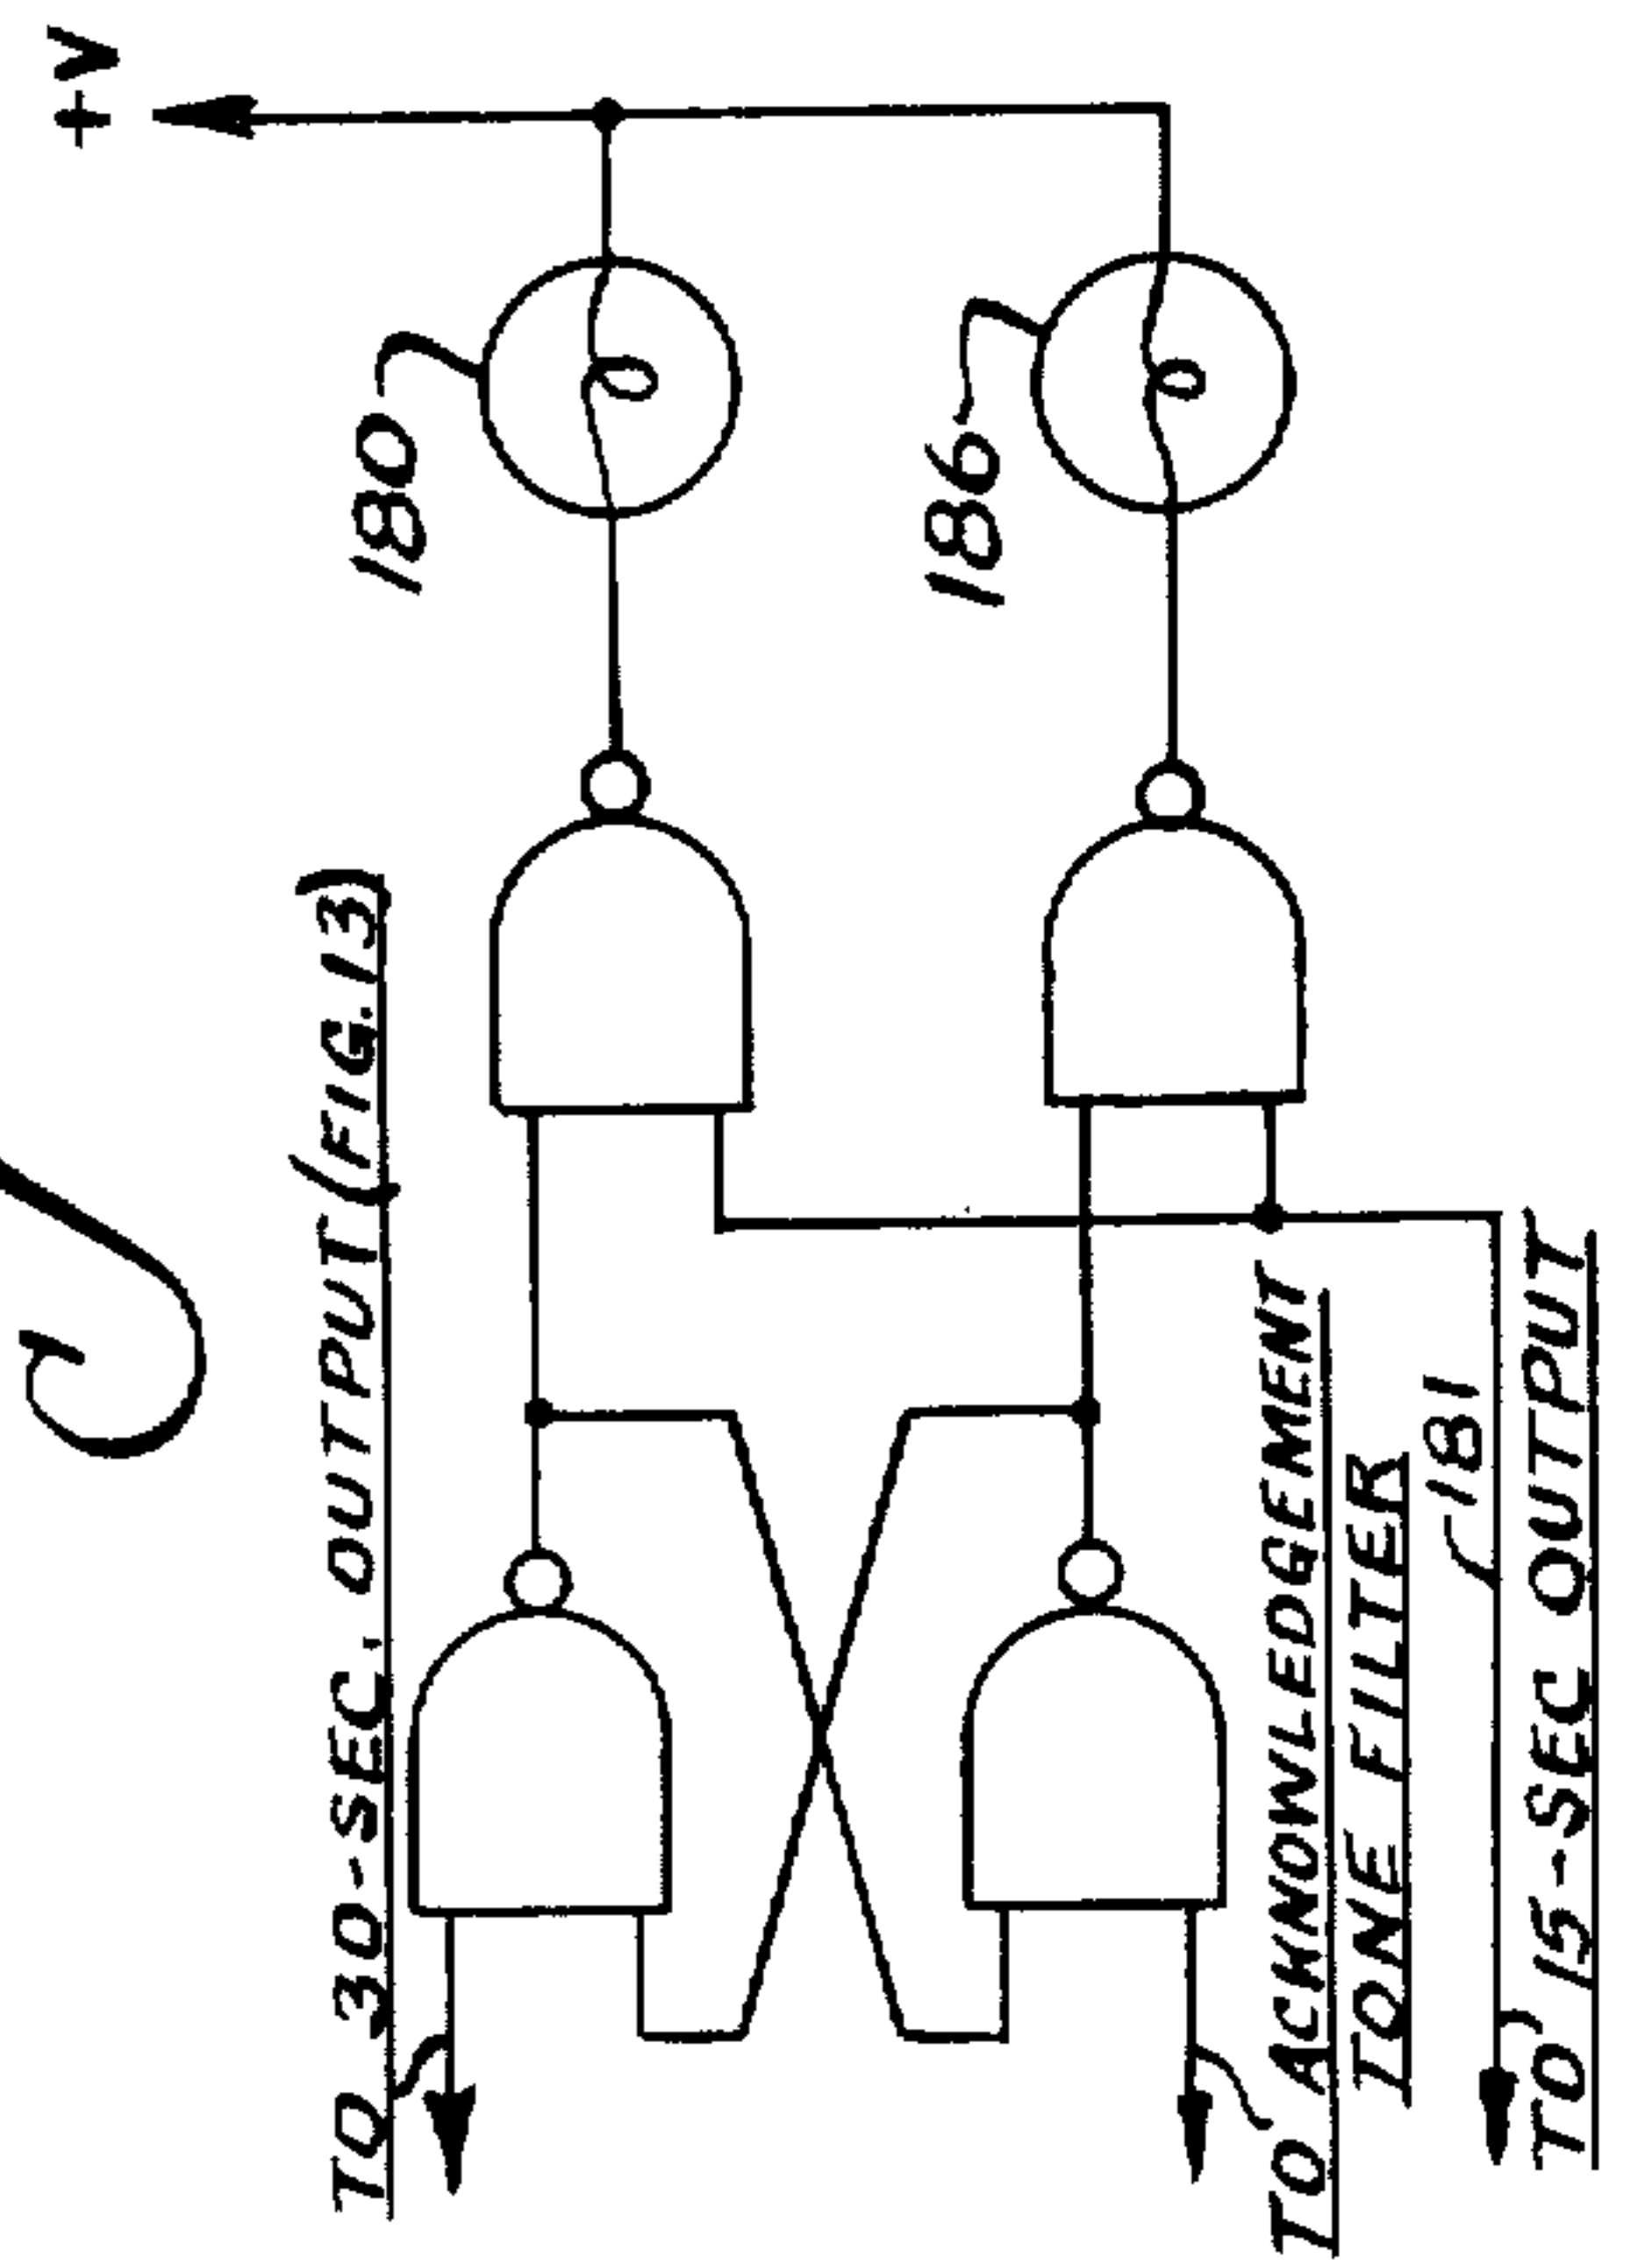 +V
180
186
TO 30-SEC. OUTPUT (FIG. 13)
TO ACKNOWLEDGEMENT
TONE FILTER
181
TO 15-SEC OUTPUT